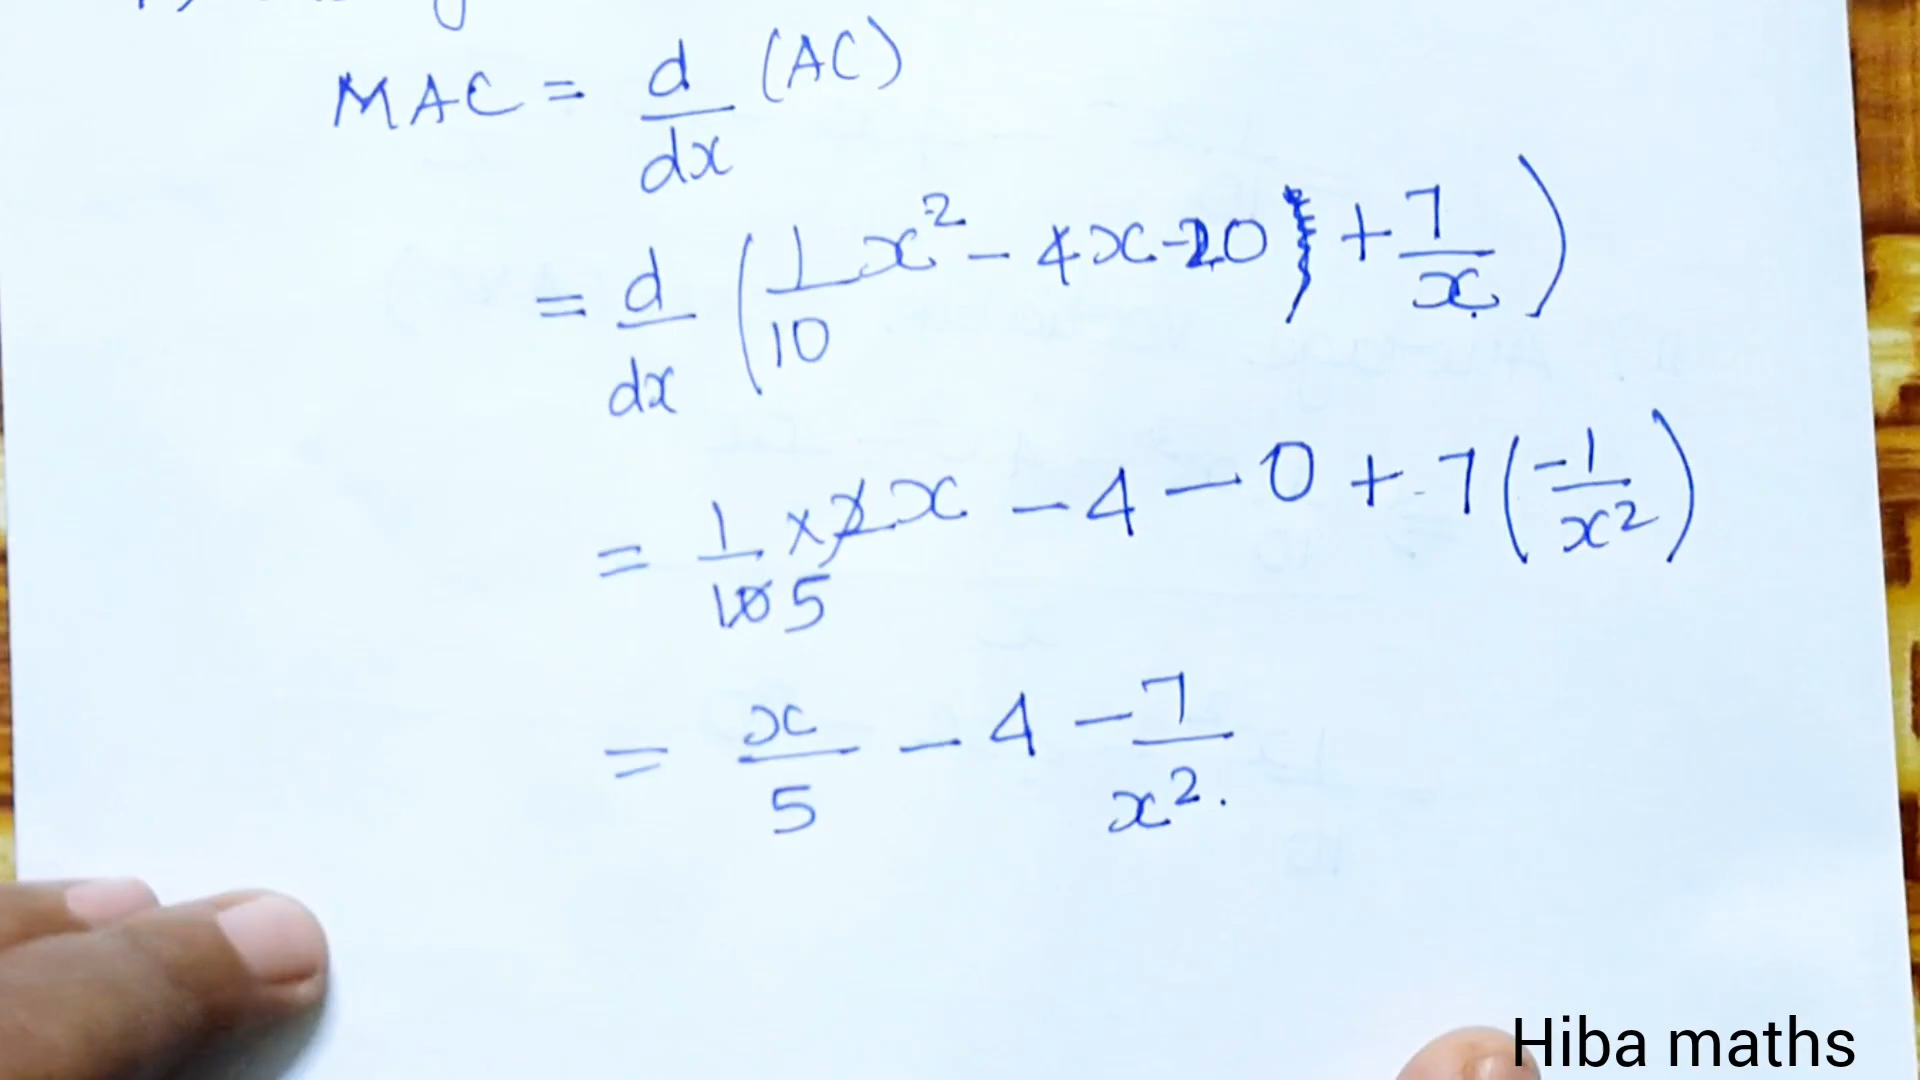 MAC = d/dx (AC)
= d/dx (1/10 x² - 4x - 20 + 7/x)
= 1/10 5 × 2x - 4 - 0 + 7(-1/x²)
= x/5 - 4 - 7/x².
Hiba maths